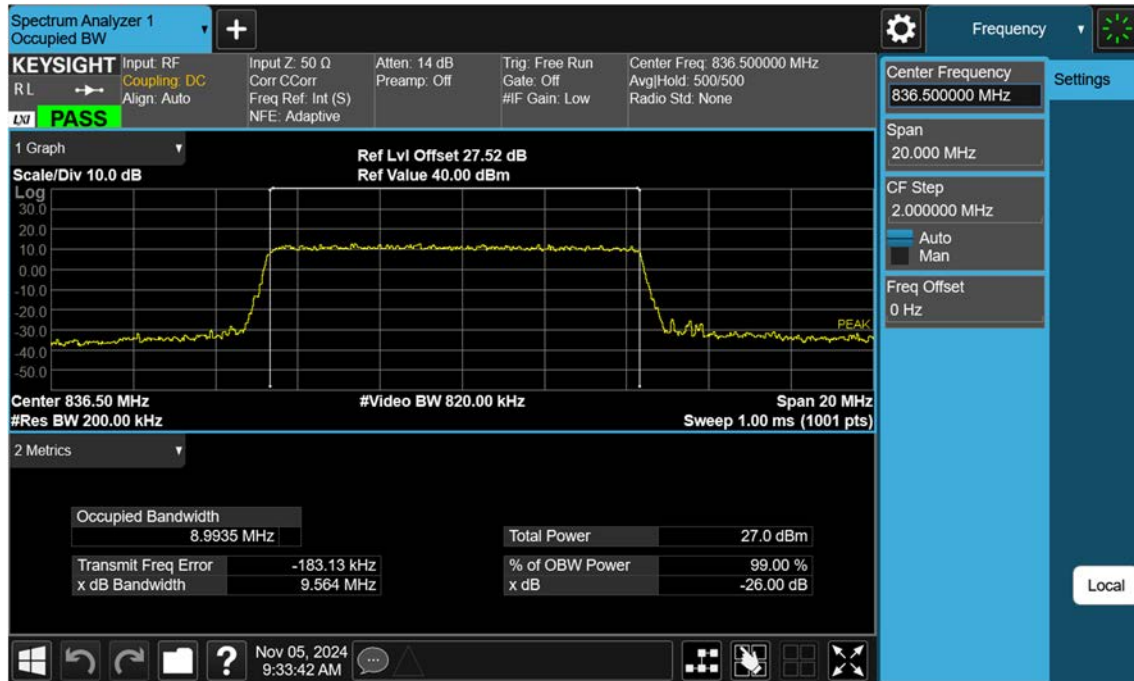 Spectrum Analyzer 1
Occupied BW
+
Frequency
KEYSIGHT
RL
LXI PASS
Input: RF
Coupling: DC
Align: Auto
Input Z: 50 Ω
Corr CCorr
Freq Ref: Int (S)
NFE: Adaptive
Atten: 14 dB
Preamp: Off
Trig: Free Run
Gate: Off
#IF Gain: Low
Center Freq: 836.500000 MHz
Avg|Hold: 500/500
Radio Std: None
Center Frequency
836.500000 MHz
Settings
Span
20.000 MHz
CF Step
2.000000 MHz
Auto
Man
Freq Offset
0 Hz
Local
1 Graph
Scale/Div 10.0 dB
Ref Lvl Offset 27.52 dB
Ref Value 40.00 dBm
Log
30.0
20.0
10.0
0.00
-10.0
-20.0
-30.0
-40.0
-50.0
PEAK
Center 836.50 MHz
#Res BW 200.00 kHz
#Video BW 820.00 kHz
Span 20 MHz
Sweep 1.00 ms (1001 pts)
2 Metrics
Occupied Bandwidth
8.9935 MHz
Transmit Freq Error -183.13 kHz
x dB Bandwidth 9.564 MHz
Total Power 27.0 dBm
% of OBW Power 99.00 %
x dB -26.00 dB
?
Nov 05, 2024
9:33:42 AM